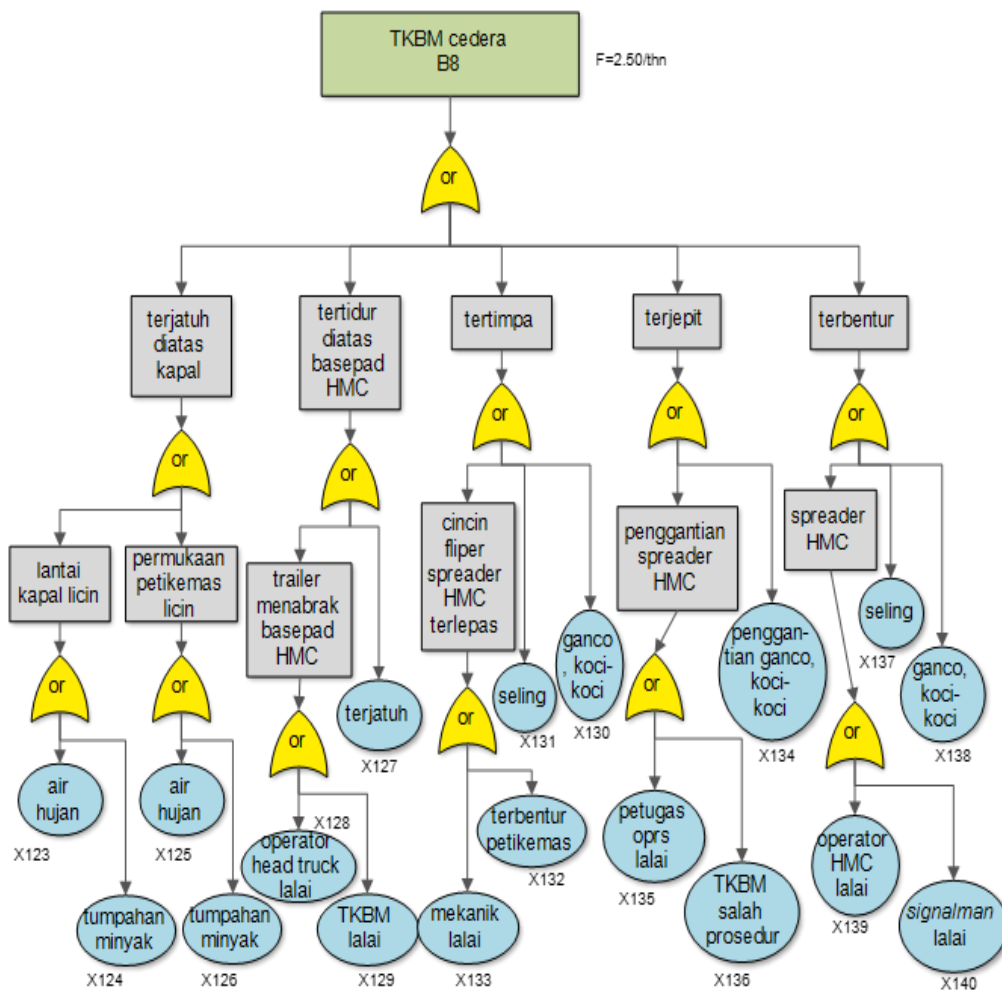 TKBM cedera
B8
F=2.50/thn
or
terjatuh
diatas
kapal
tertidur
diatas
basepad
HMC
tertimpa
terjepit
terbentur
or
or
or
or
or
lantai
kapal licin
permukaan
petikemas
licin
trailer
menabrak
basepad
HMC
cincin
fliper
spreader
HMC
terlepas
penggantian
spreader
HMC
spreader
HMC
or
or
or
or
or
or
terjatuh
X127
seling
X131
ganco
, koci-
koci
X130
penggan-
tian ganco,
koci-
koci
X134
seling
X137
ganco,
koci-
koci
X138
air
hujan
X123
tumpahan
minyak
X124
air
hujan
X125
tumpahan
minyak
X126
X128
operator
head truck
lalai
TKBM
lalai
X129
terbentur
petikemas
X132
mekanik
lalai
X133
petugas
oprs
lalai
X135
TKBM
salah
prosedur
X136
operator
HMC
lalai
X139
signalman
lalai
X140